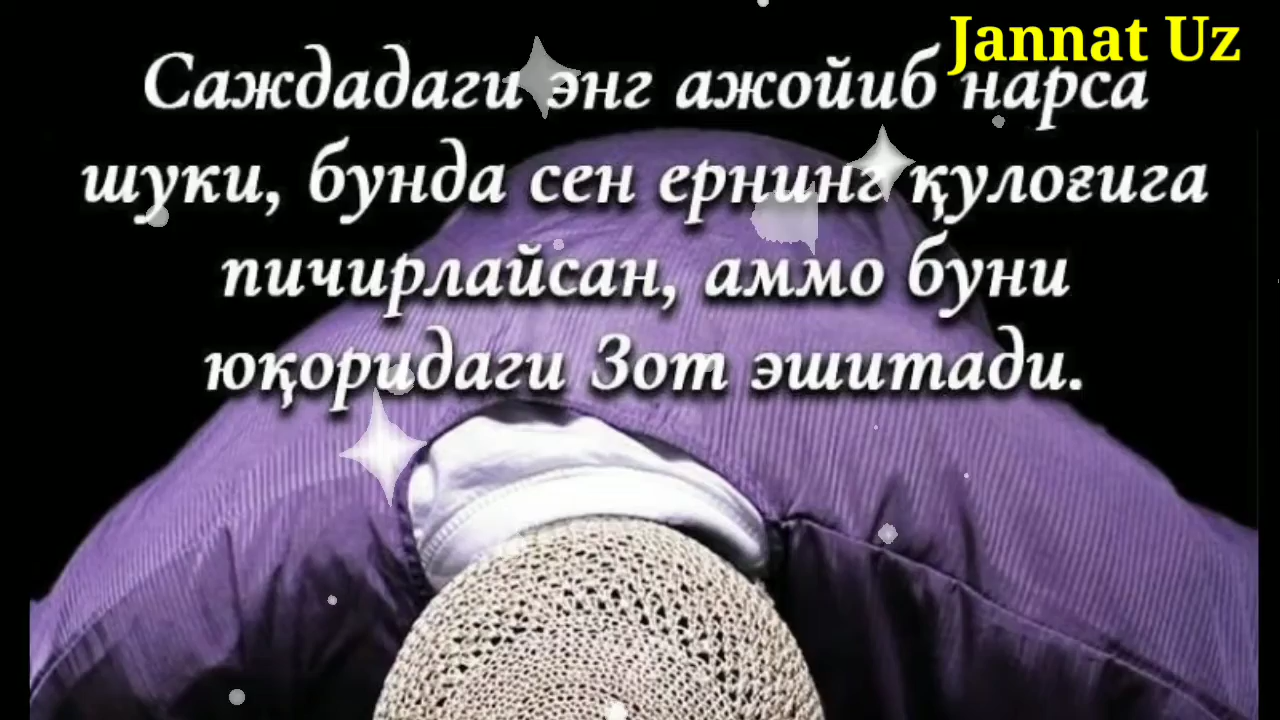 Jannat Uz
Саждадаги энг ажойиб нарса
шуки, бунда сен ернинг қулоғига
пичирлайсан, аммо буни
юқоридаги Зот эшитади.